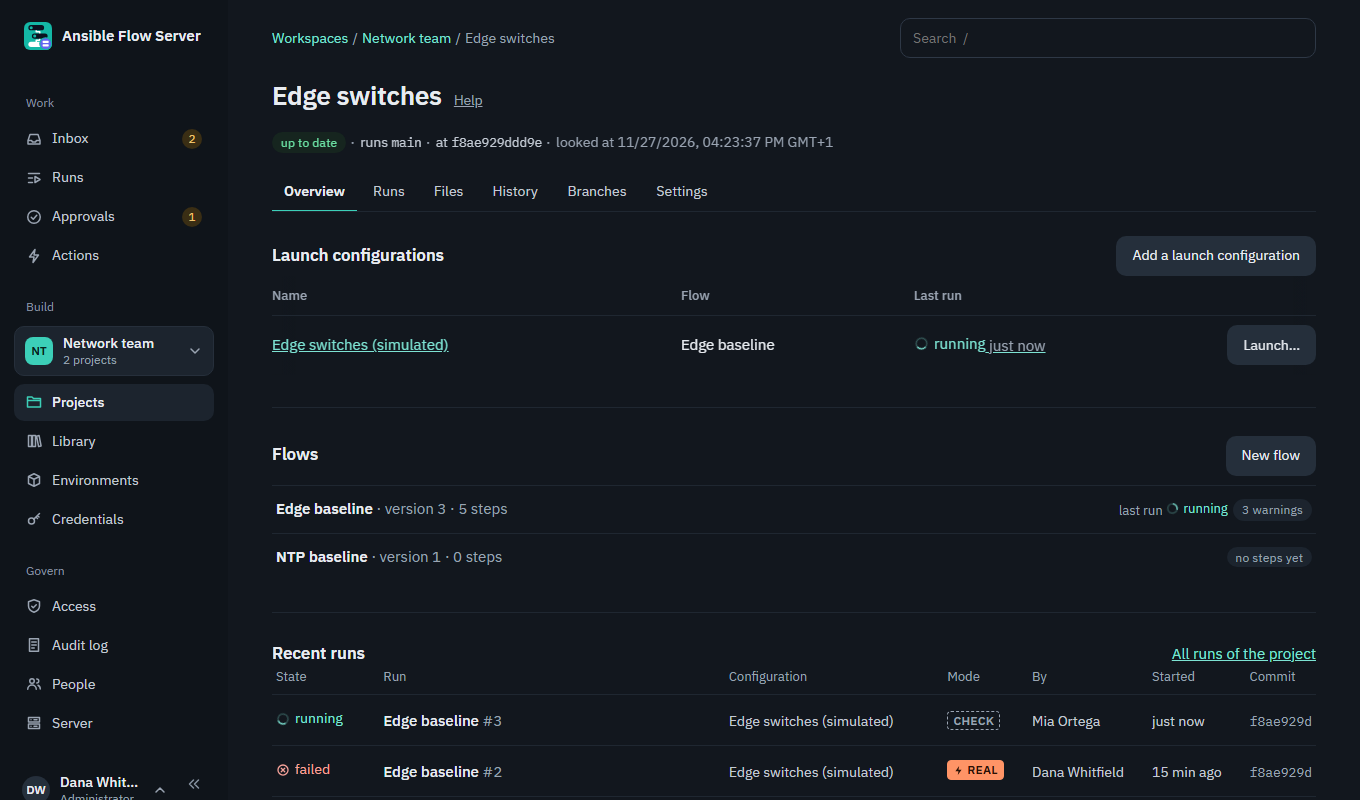 Ansible Flow Server
Workspaces / Network team / Edge switches
Search /
Work
Inbox 2
Runs
Approvals 1
Actions
Build
NT Network team
2 projects
Projects
Library
Environments
Credentials
Govern
Access
Audit log
People
Server
DW Dana Whit...
Administrator
Edge switches Help
up to date · runs main · at f8ae929ddd9e · looked at 11/27/2026, 04:23:37 PM GMT+1
Overview Runs Files History Branches Settings
Launch configurations Add a launch configuration
Name Flow Last run
Edge switches (simulated) Edge baseline running just now Launch...
Flows New flow
Edge baseline · version 3 · 5 steps last run running 3 warnings
NTP baseline · version 1 · 0 steps no steps yet
Recent runs All runs of the project
State Run Configuration Mode By Started Commit
running Edge baseline #3 Edge switches (simulated) CHECK Mia Ortega just now f8ae929d
failed Edge baseline #2 Edge switches (simulated) REAL Dana Whitfield 15 min ago f8ae929d